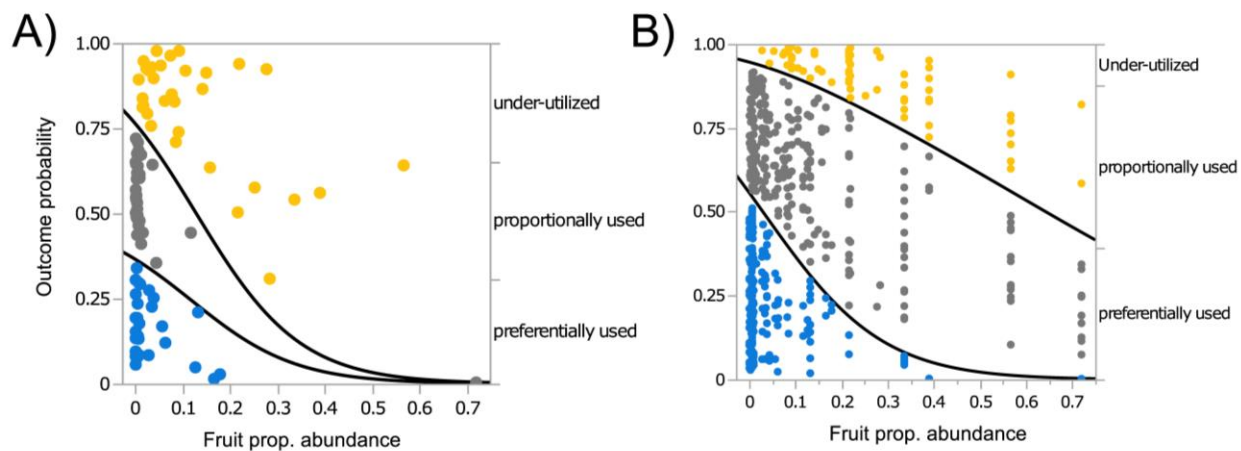 A)
1.00
0.75
0.50
0.25
0
Outcome probability
under-utilized
proportionally used
preferentially used
0 0.1 0.2 0.3 0.4 0.5 0.6 0.7
Fruit prop. abundance
B)
1.00
0.75
0.50
0.25
0
Under-utilized
proportionally used
preferentially used
0 0.1 0.2 0.3 0.4 0.5 0.6 0.7
Fruit prop. abundance